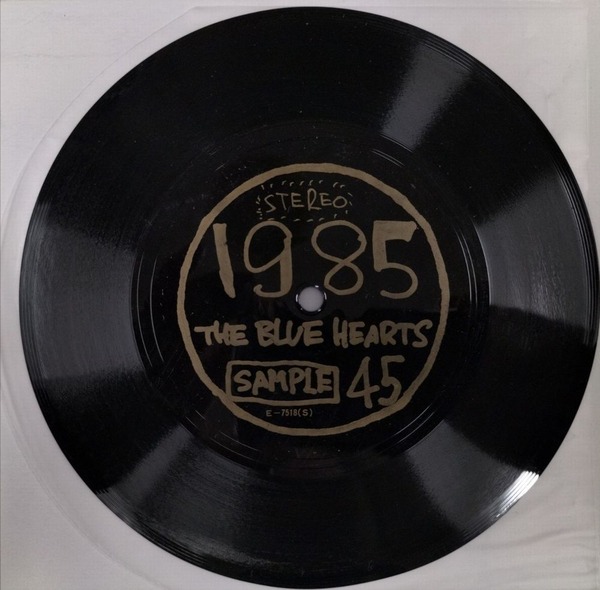 STEREO
1985
THE BLUE HEARTS
SAMPLE 45
E-7518(S)